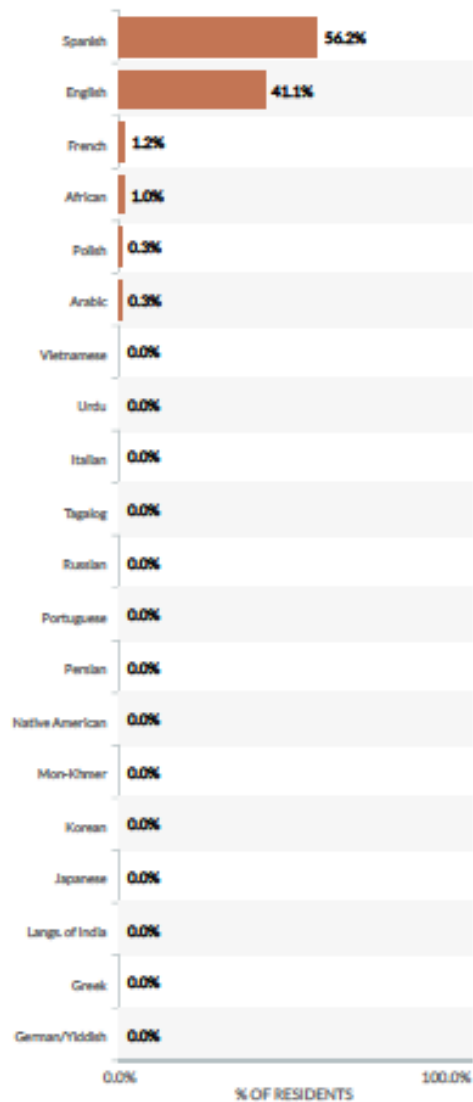 Spanish 56.2%
English 41.1%
French 1.2%
African 1.0%
Polish 0.3%
Arabic 0.3%
Vietnamese 0.0%
Urdu 0.0%
Italian 0.0%
Tagalog 0.0%
Russian 0.0%
Portuguese 0.0%
Persian 0.0%
Native American 0.0%
Mon-Khmer 0.0%
Korean 0.0%
Japanese 0.0%
Langs. of India 0.0%
Greek 0.0%
German/Yiddish 0.0%
0.0% 100.0%
% OF RESIDENTS